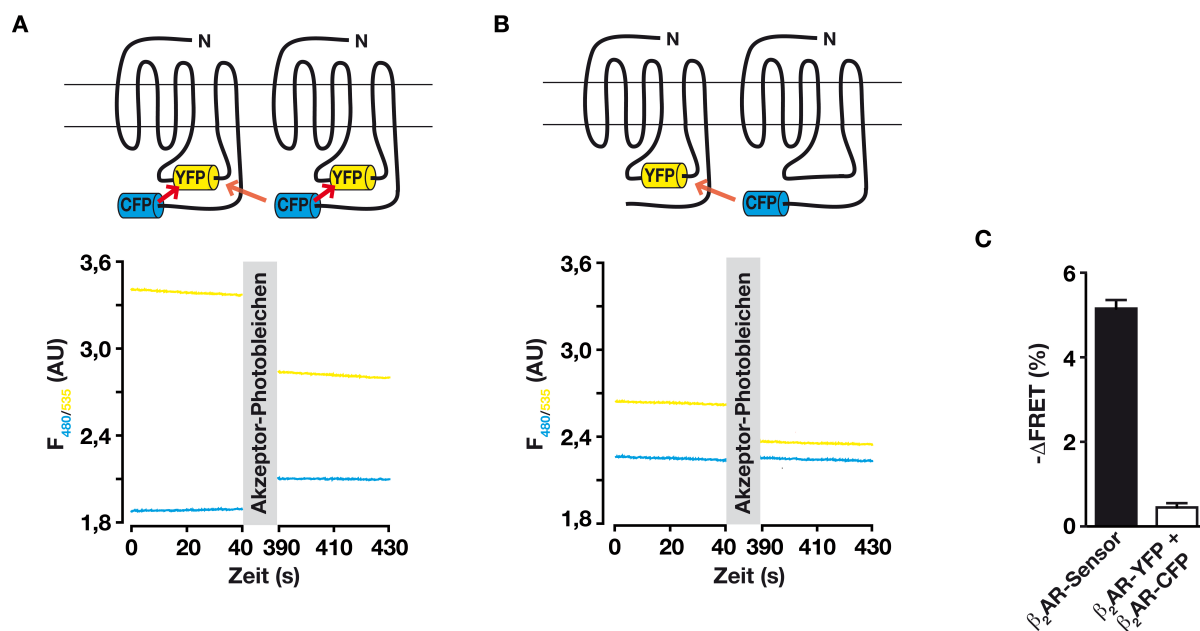 A
N
N
YFP
YFP
CFP
CFP
3,6
3,0
2,4
1,8
F 480/535 (AU)
Akzeptor-Photobleichen
0
20
40
390
410
430
Zeit (s)
B
N
N
YFP
CFP
3,6
3,0
2,4
1,8
F 480/535 (AU)
Akzeptor-Photobleichen
0
20
40
390
410
430
Zeit (s)
C
6
4
2
0
-ΔFRET (%)
β₂AR-Sensor
β₂AR-YFP +
β₂AR-CFP